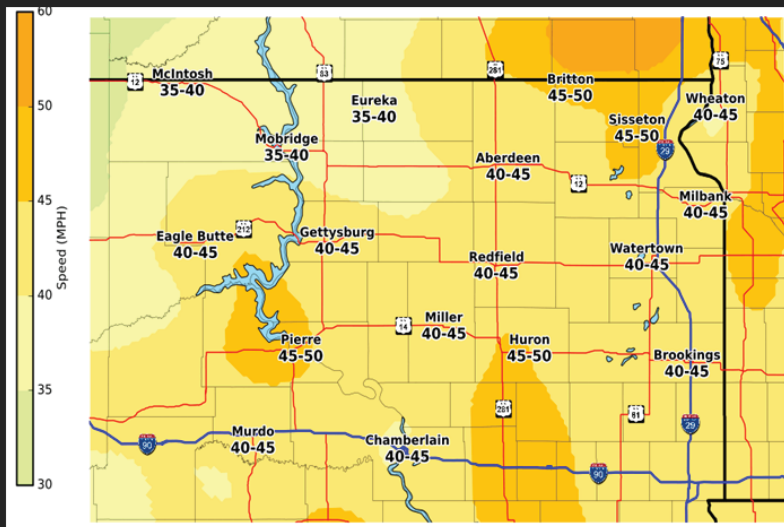 60
50
45
40
35
30
Speed (MPH)
McIntosh
35-40
12
83
Eureka
35-40
Mobridge
35-40
281
Britton
45-50
75
Wheaton
40-45
Sisseton
45-50
29
Aberdeen
40-45
12
Milbank
40-45
212
Eagle Butte
40-45
Gettysburg
40-45
Redfield
40-45
Watertown
40-45
14
Miller
40-45
Pierre
45-50
Huron
45-50
Brookings
40-45
281
81
29
90
Murdo
40-45
Chamberlain
40-45
90